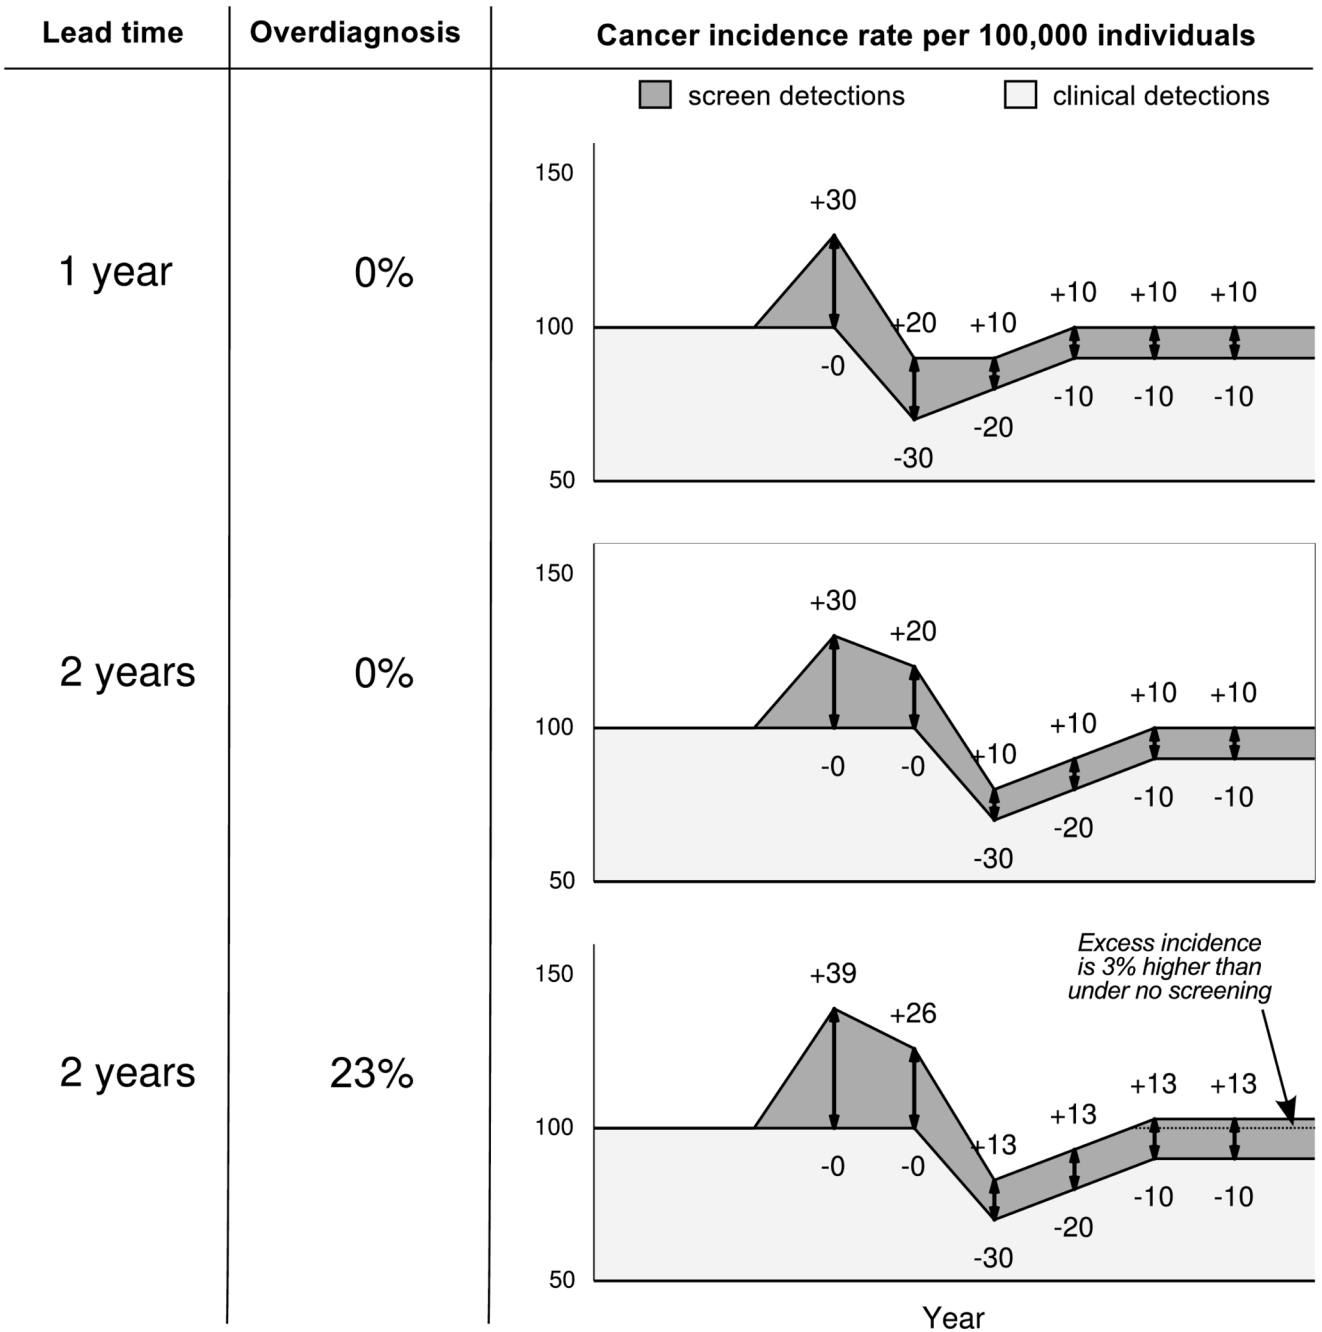 Lead time Overdiagnosis Cancer incidence rate per 100,000 individuals
screen detections clinical detections
150
+30
1 year 0%
+10 +10 +10
100 +20 +10
-0
-10 -10 -10
-20
-30
50
150
+30
+20
2 years 0%
+10 +10
100 +10
+10
-0 -0
-10 -10
-20
-30
50
Excess incidence
is 3% higher than
under no screening
150 +39
+26
2 years 23%
+13 +13
100 +13
+13
-0 -0
-10 -10
-20
-30
50
Year